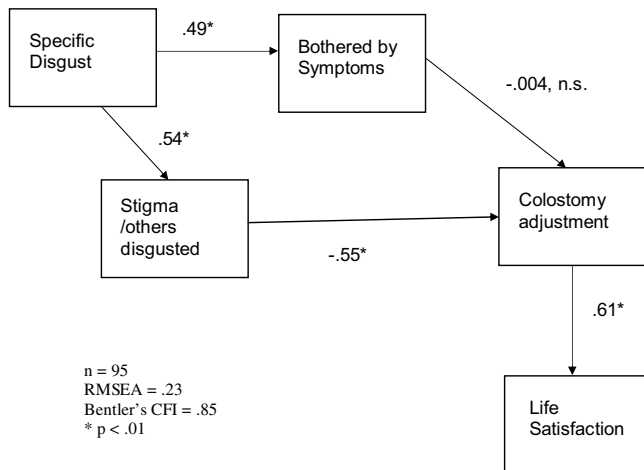 Specific
Disgust
.49*
Bothered by
Symptoms
-.004, n.s.
.54*
Stigma
/others
disgusted
-.55*
Colostomy
adjustment
.61*
n = 95
RMSEA = .23
Bentler's CFI = .85
* p < .01
Life
Satisfaction